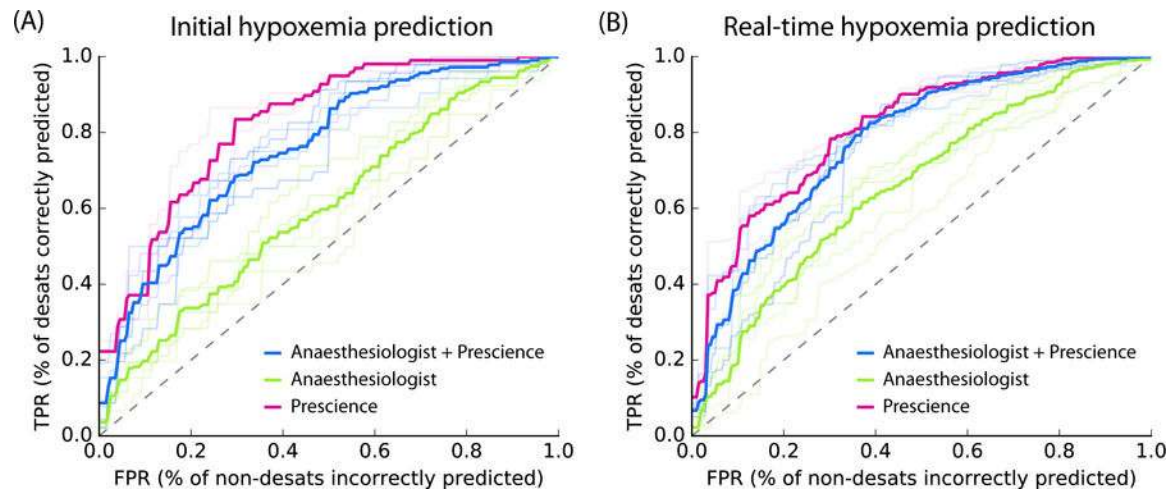 (A) Initial hypoxemia prediction
TPR (% of desats correctly predicted)
1.0
0.8
0.6
0.4
0.2
0.0
Anaesthesiologist + Prescience
Anaesthesiologist
Prescience
0.0 0.2 0.4 0.6 0.8 1.0
FPR (% of non-desats incorrectly predicted)
(B) Real-time hypoxemia prediction
TPR (% of desats correctly predicted)
1.0
0.8
0.6
0.4
0.2
0.0
Anaesthesiologist + Prescience
Anaesthesiologist
Prescience
0.0 0.2 0.4 0.6 0.8 1.0
FPR (% of non-desats incorrectly predicted)